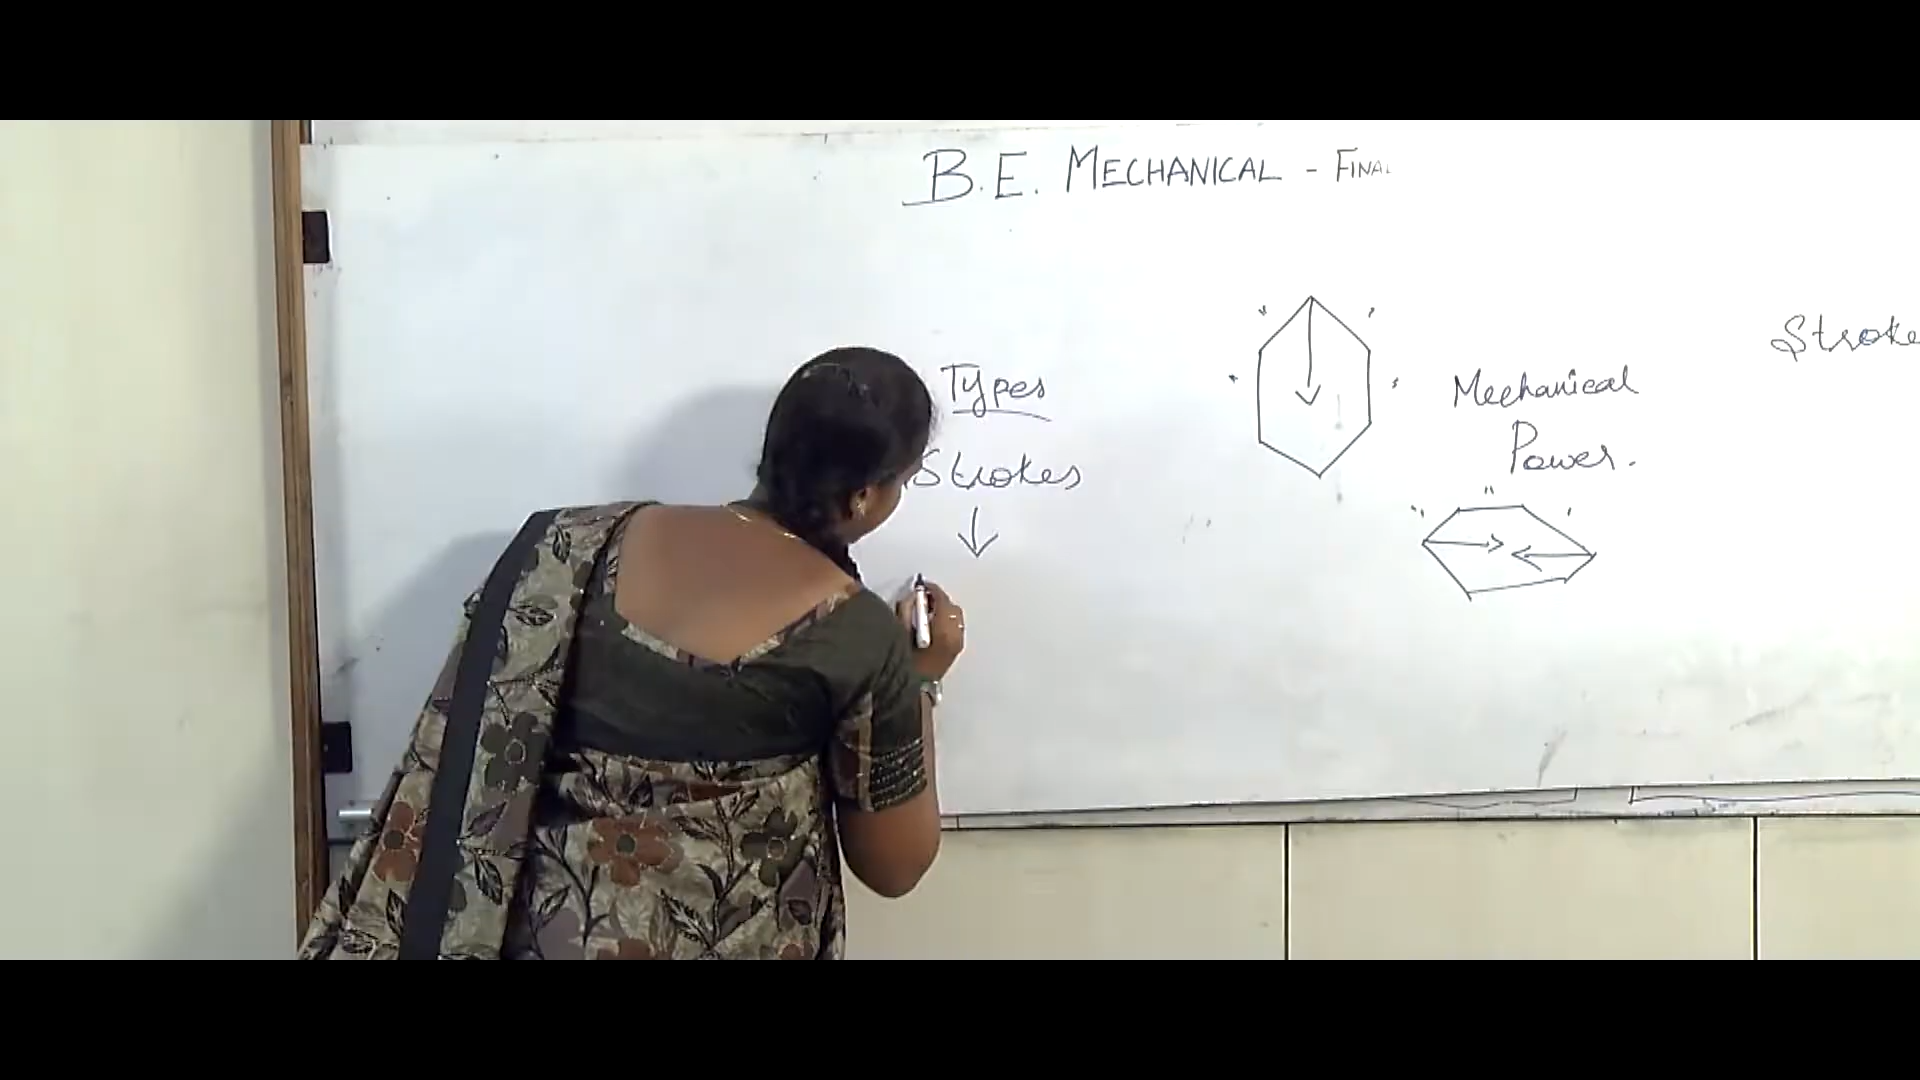 B.E. MECHANICAL - FINAL
Types
Strokes
Mechanical
Power.
Stroke